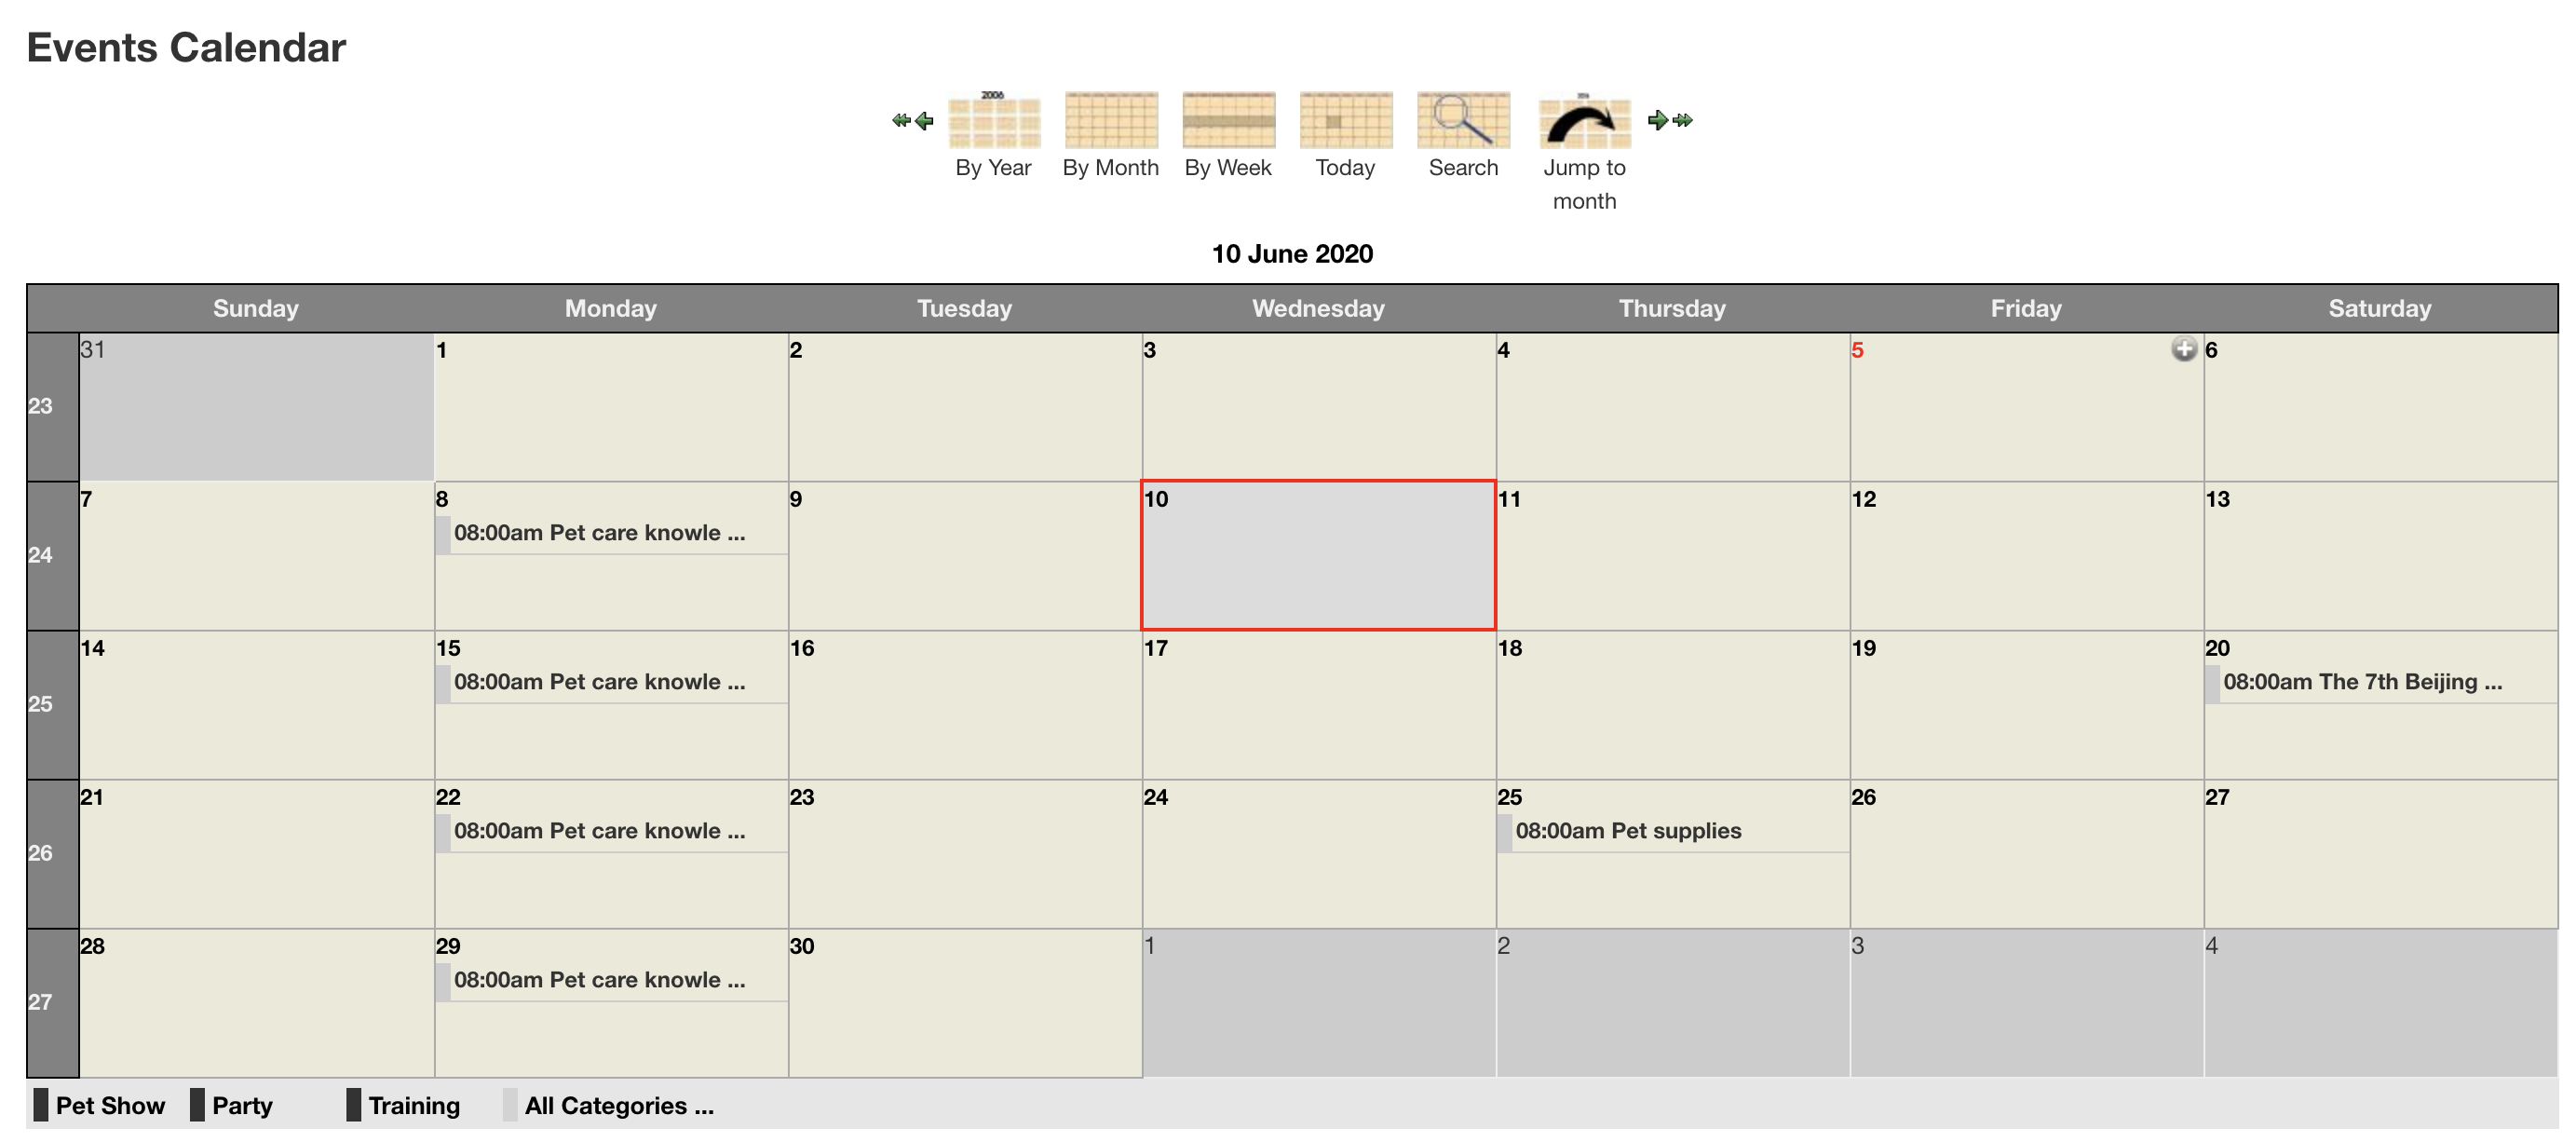 Events Calendar
2006
By Year
By Month
By Week
Today
Search
Jump to
month
10 June 2020
Sunday Monday Tuesday Wednesday Thursday Friday Saturday
23 31 1 2 3 4 5 6
24 7 8 9 10 11 12 13
08:00am Pet care knowle ...
25 14 15 16 17 18 19 20
08:00am Pet care knowle ... 08:00am The 7th Beijing ...
26 21 22 23 24 25 26 27
08:00am Pet care knowle ... 08:00am Pet supplies
27 28 29 30 1 2 3 4
08:00am Pet care knowle ...
Pet Show Party Training All Categories ...